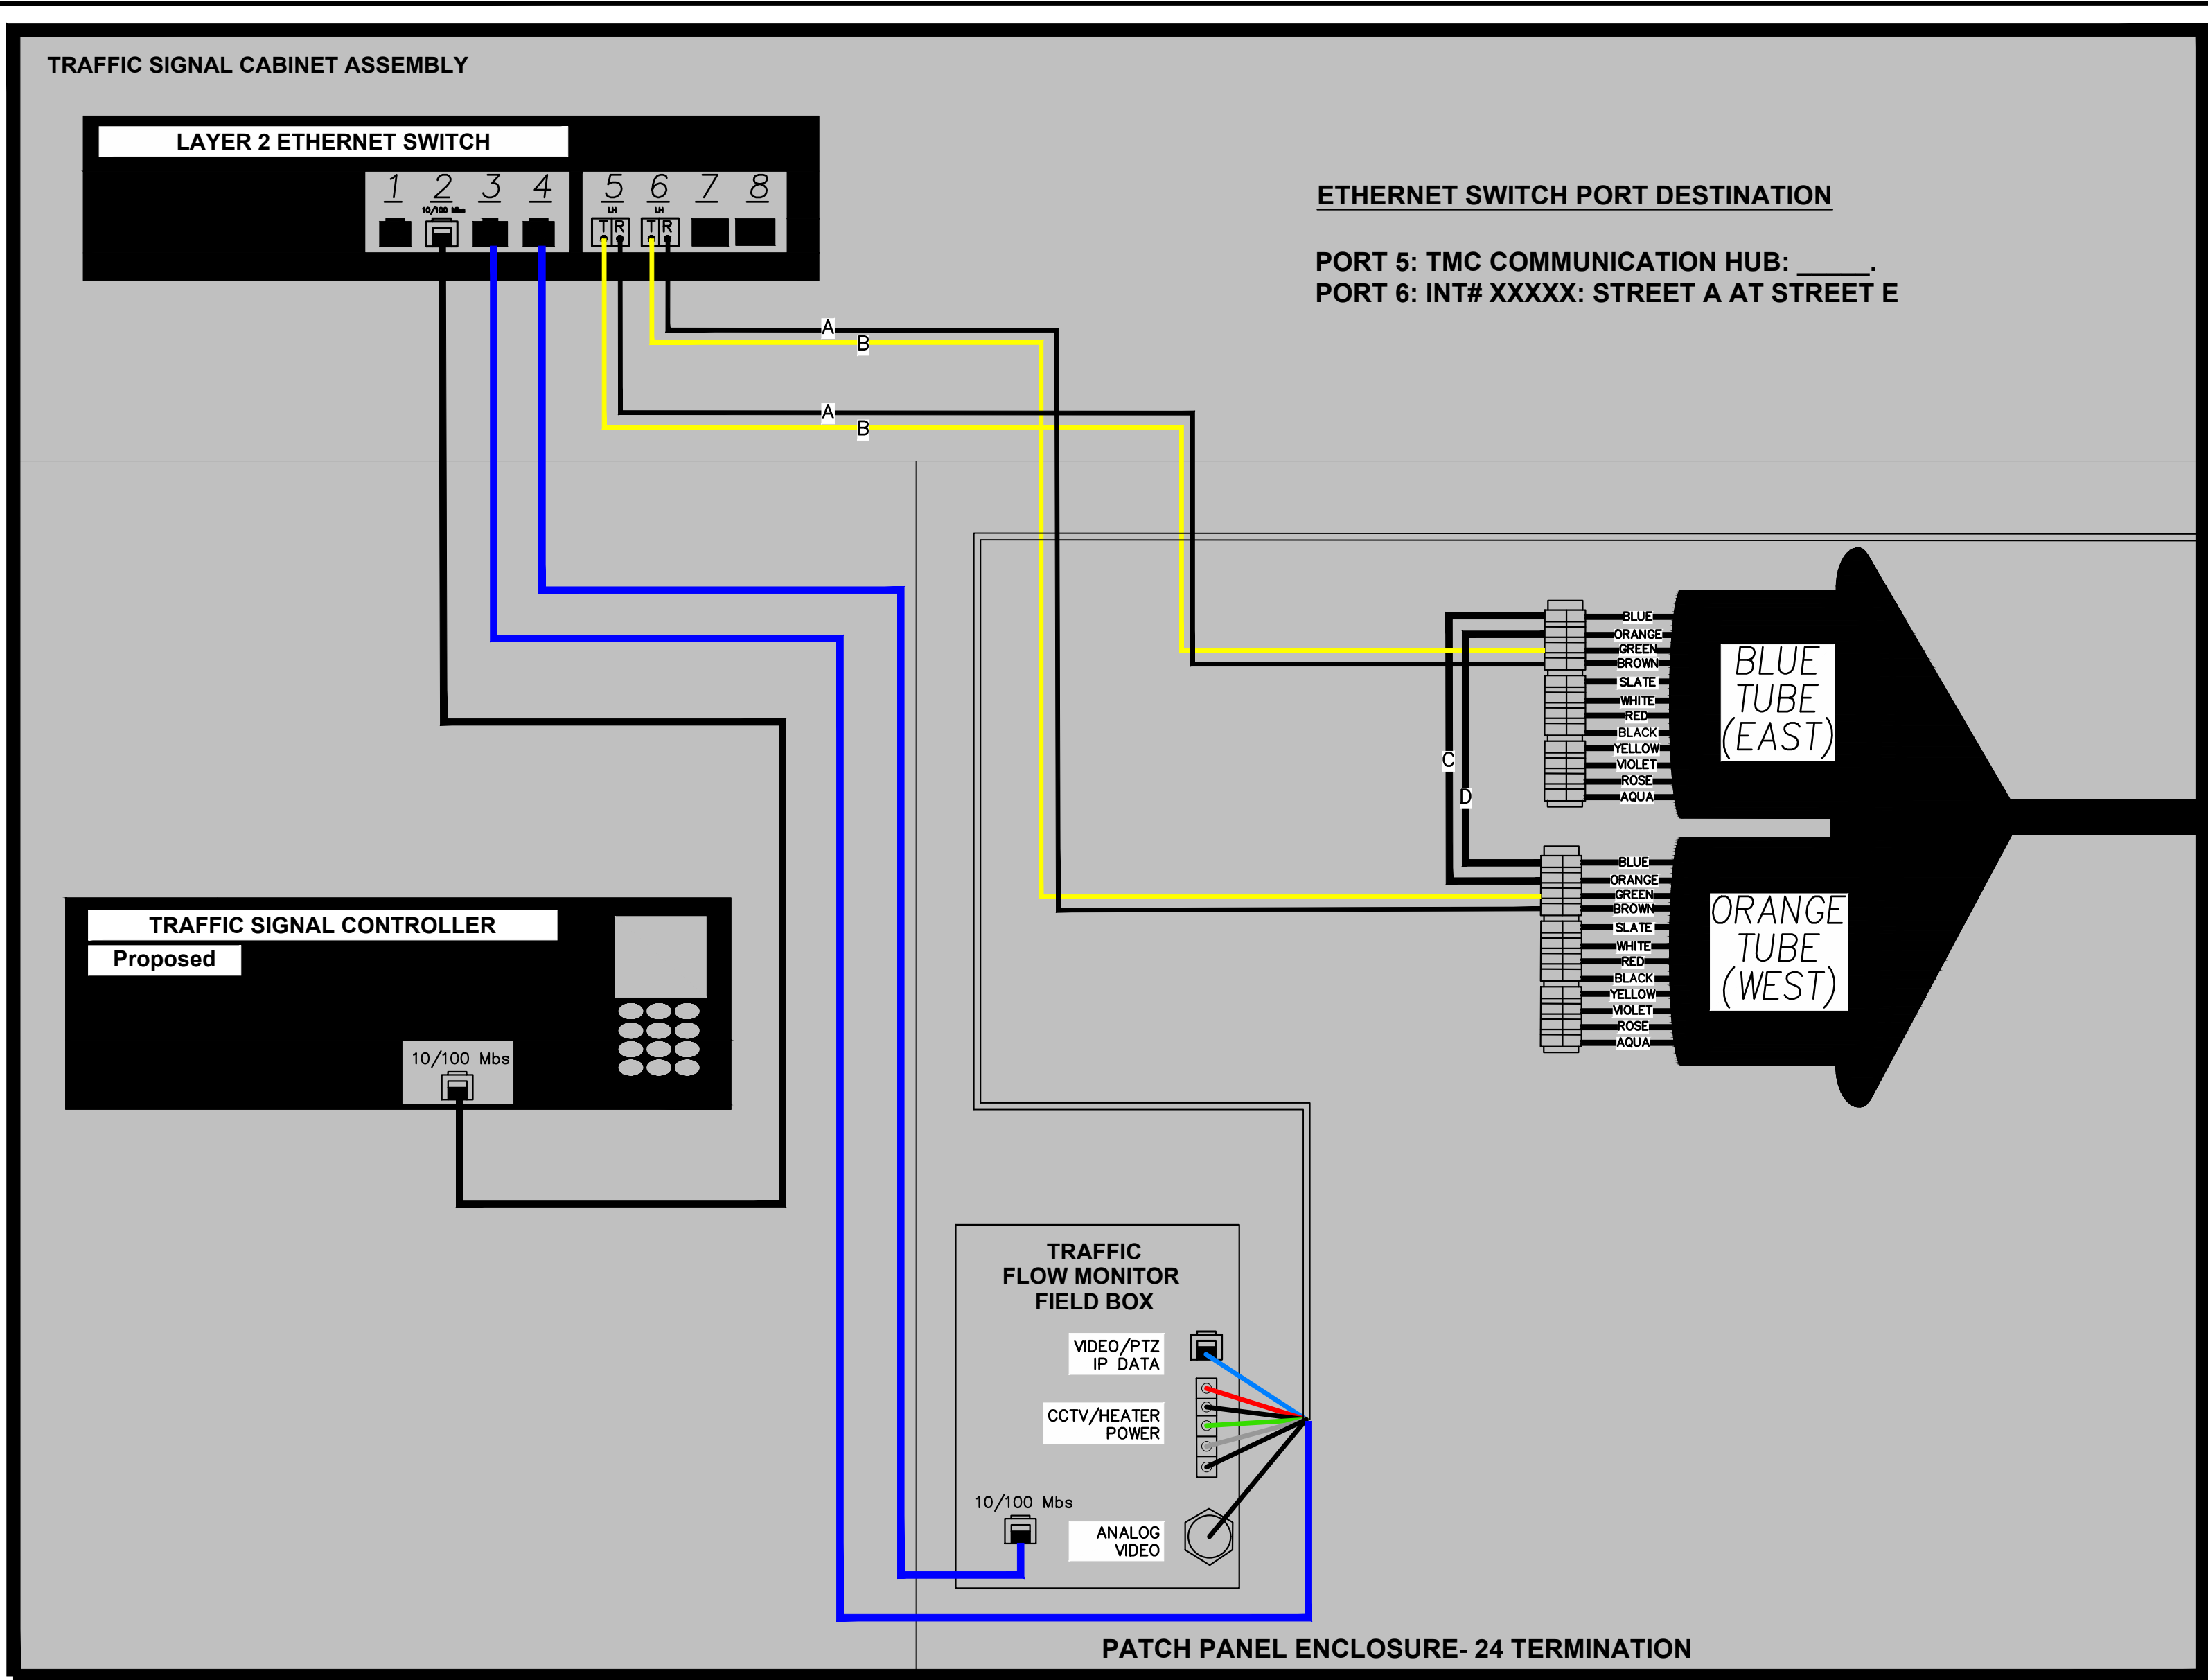 TRAFFIC SIGNAL CABINET ASSEMBLY
LAYER 2 ETHERNET SWITCH
1 2 3 4 5 6 7 8
10/100 Mbs
LH LH
T R T R
ETHERNET SWITCH PORT DESTINATION
PORT 5: TMC COMMUNICATION HUB: _____.
PORT 6: INT# XXXXX: STREET A AT STREET E
A
B
A
B
C
D
BLUE
ORANGE
GREEN
BROWN
SLATE
WHITE
RED
BLACK
YELLOW
VIOLET
ROSE
AQUA
BLUE
TUBE
(EAST)
BLUE
ORANGE
GREEN
BROWN
SLATE
WHITE
RED
BLACK
YELLOW
VIOLET
ROSE
AQUA
ORANGE
TUBE
(WEST)
TRAFFIC SIGNAL CONTROLLER
Proposed
10/100 Mbs
TRAFFIC
FLOW MONITOR
FIELD BOX
VIDEO/PTZ
IP DATA
CCTV/HEATER
POWER
10/100 Mbs
ANALOG
VIDEO
PATCH PANEL ENCLOSURE- 24 TERMINATION